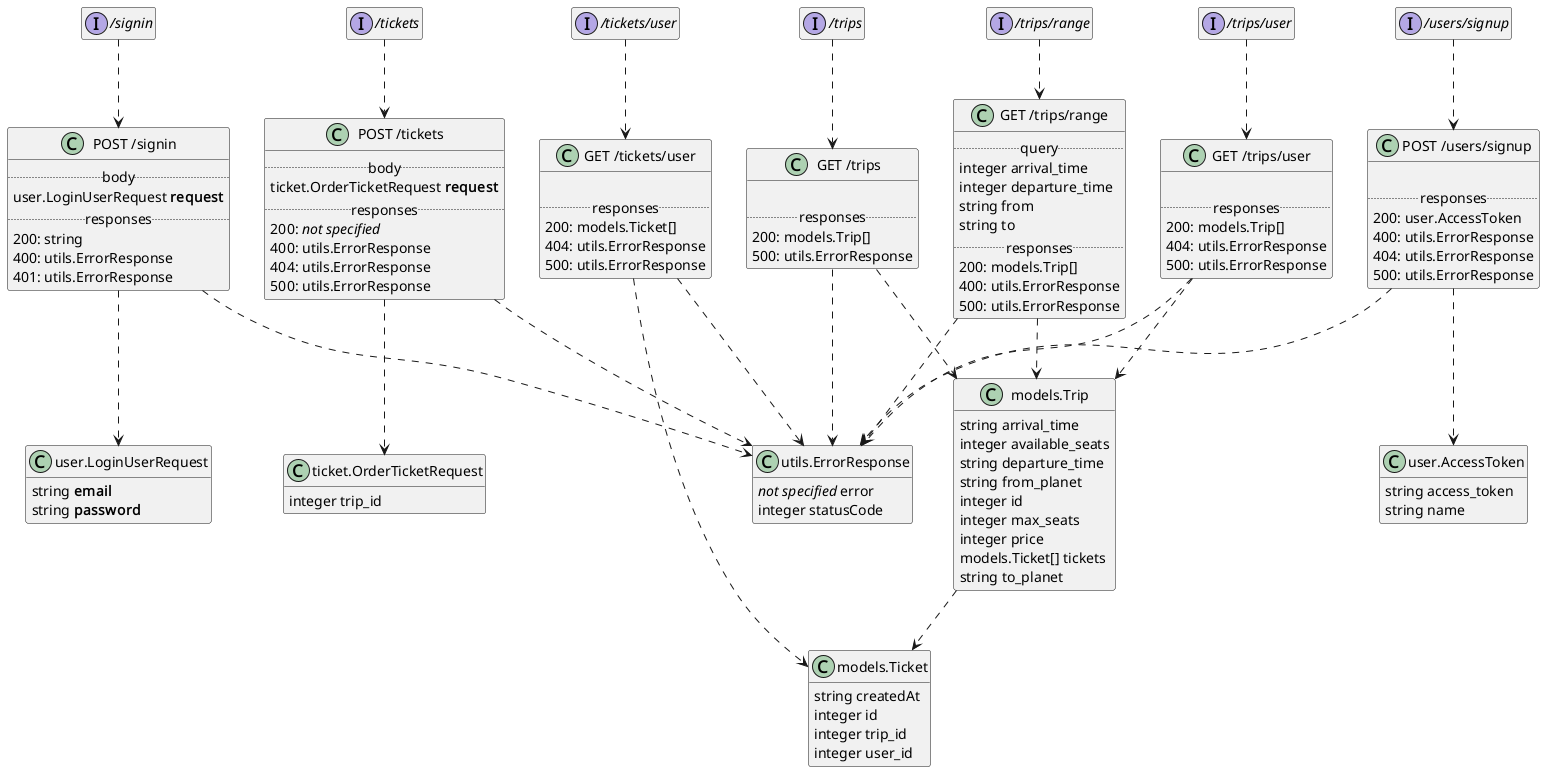 I /signin
I /tickets
I /tickets/user
I /trips
I /trips/range
I /trips/user
I /users/signup
C POST /signin
body
user.LoginUserRequest request
responses
200: string
400: utils.ErrorResponse
401: utils.ErrorResponse
C POST /tickets
body
ticket.OrderTicketRequest request
responses
200: not specified
400: utils.ErrorResponse
404: utils.ErrorResponse
500: utils.ErrorResponse
C GET /tickets/user
responses
200: models.Ticket[]
404: utils.ErrorResponse
500: utils.ErrorResponse
C GET /trips
responses
200: models.Trip[]
500: utils.ErrorResponse
C GET /trips/range
query
integer arrival_time
integer departure_time
string from
string to
responses
200: models.Trip[]
400: utils.ErrorResponse
500: utils.ErrorResponse
C GET /trips/user
responses
200: models.Trip[]
404: utils.ErrorResponse
500: utils.ErrorResponse
C POST /users/signup
responses
200: user.AccessToken
400: utils.ErrorResponse
404: utils.ErrorResponse
500: utils.ErrorResponse
C user.LoginUserRequest
string email
string password
C ticket.OrderTicketRequest
integer trip_id
C utils.ErrorResponse
not specified error
integer statusCode
C models.Trip
string arrival_time
integer available_seats
string departure_time
string from_planet
integer id
integer max_seats
integer price
models.Ticket[] tickets
string to_planet
C user.AccessToken
string access_token
string name
C models.Ticket
string createdAt
integer id
integer trip_id
integer user_id